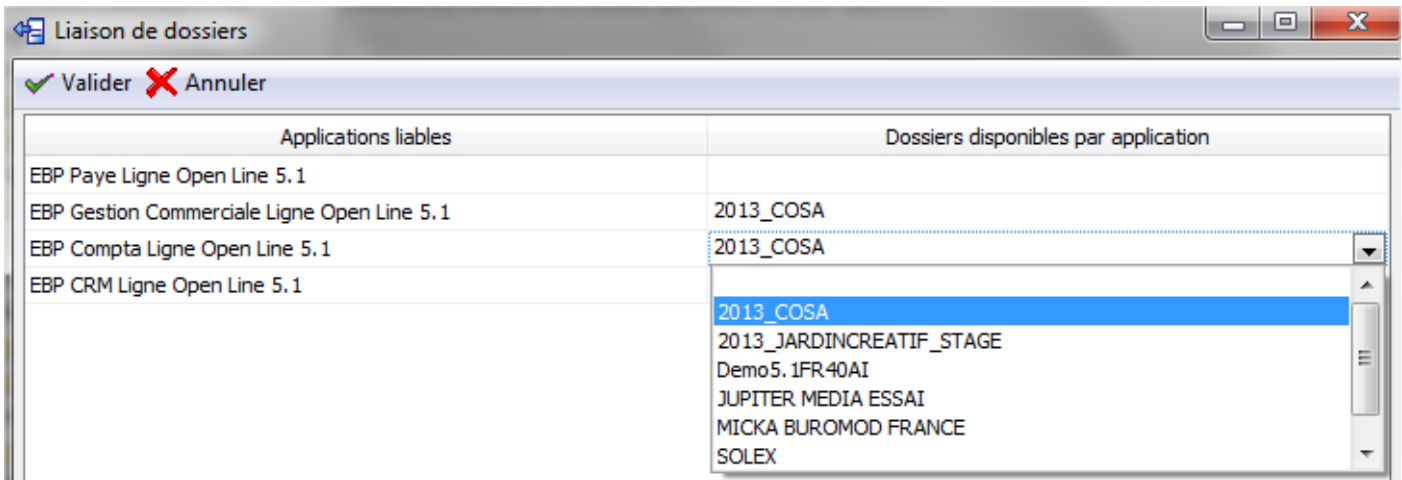 Liaison de dossiers
Valider Annuler
Applications liables Dossiers disponibles par application
EBP Paye Ligne Open Line 5.1
EBP Gestion Commerciale Ligne Open Line 5.1 2013_COSA
EBP Compta Ligne Open Line 5.1 2013_COSA
EBP CRM Ligne Open Line 5.1
2013_COSA
2013_JARDINCREATIF_STAGE
Demo5.1FR40AI
JUPITER MEDIA ESSAI
MICKA BUROMOD FRANCE
SOLEX